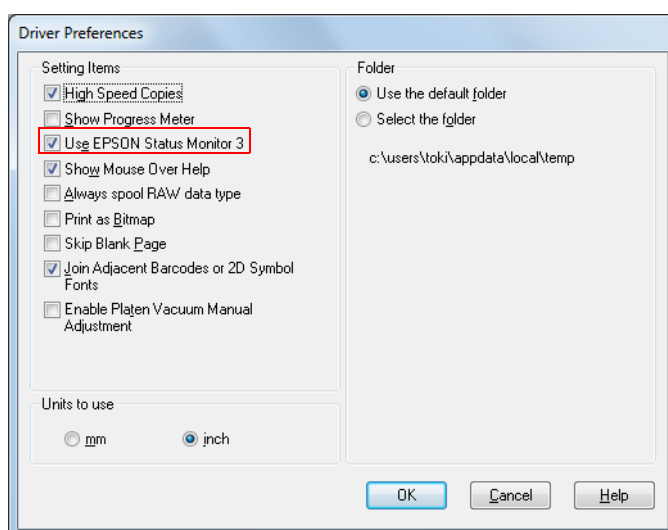 Driver Preferences
Setting Items
High Speed Copies
Show Progress Meter
Use EPSON Status Monitor 3
Show Mouse Over Help
Always spool RAW data type
Print as Bitmap
Skip Blank Page
Join Adjacent Barcodes or 2D Symbol
Fonts
Enable Platen Vacuum Manual
Adjustment
Units to use
mm
inch
Folder
Use the default folder
Select the folder
c:\users\toki\appdata\local\temp
OK
Cancel
Help